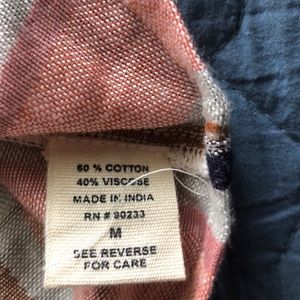 60 % COTTON
40% VISCOSE
MADE IN INDIA
RN # 90233
M
SEE REVERSE
FOR CARE